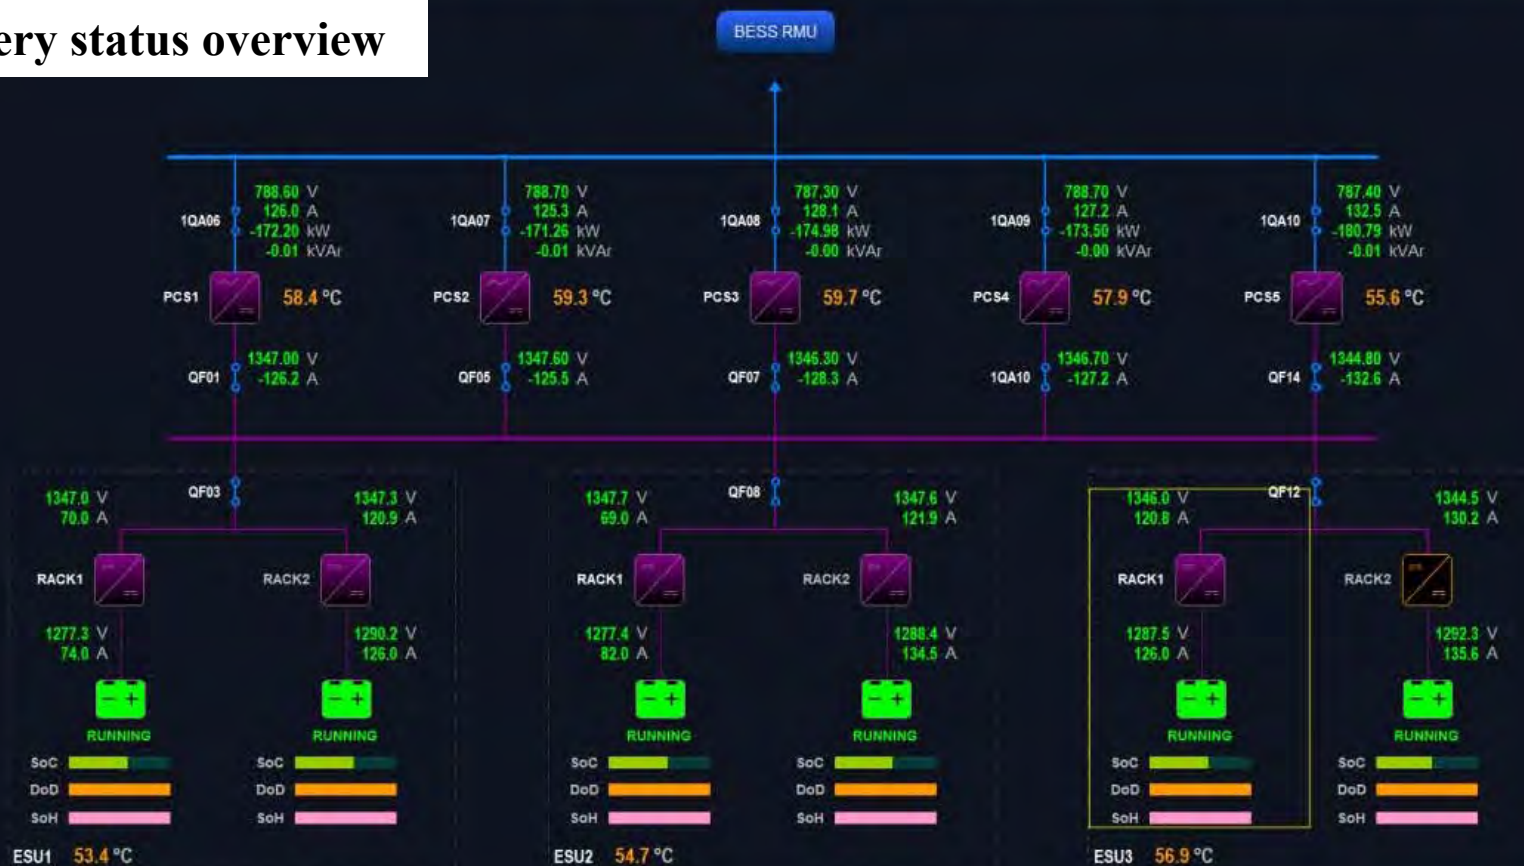 ery status overview
BESS RMU
788.60 V
126.0 A
-172.20 kW
-0.01 kVAr
1QA06
788.70 V
125.3 A
-171.26 kW
-0.01 kVAr
1QA07
787.30 V
128.1 A
-174.98 kW
-0.00 kVAr
1QA08
788.70 V
127.2 A
-173.50 kW
-0.00 kVAr
1QA09
787.40 V
132.5 A
-180.79 kW
-0.01 kVAr
1QA10
PCS1 58.4 °C
PCS2 59.3 °C
PCS3 59.7 °C
PCS4 57.9 °C
PCS5 55.6 °C
1347.00 V
QF01 -126.2 A
1347.60 V
QF05 -125.5 A
1346.30 V
QF07 -128.3 A
1346.70 V
1QA10 -127.2 A
1344.80 V
QF14 -132.6 A
QF03
1347.0 V
70.0 A
1347.3 V
120.9 A
RACK1
RACK2
1277.3 V
74.0 A
1290.2 V
126.0 A
- +
- +
RUNNING
RUNNING
SoC
DoD
SoH
SoC
DoD
SoH
ESU1 53.4 °C
QF08
1347.7 V
69.0 A
1347.6 V
121.9 A
RACK1
RACK2
1277.4 V
82.0 A
1288.4 V
134.5 A
- +
- +
RUNNING
RUNNING
SoC
DoD
SoH
SoC
DoD
SoH
ESU2 54.7 °C
QF12
1346.0 V
120.8 A
1344.5 V
130.2 A
RACK1
RACK2
1287.5 V
126.0 A
1292.3 V
135.6 A
- +
- +
RUNNING
RUNNING
SoC
DoD
SoH
SoC
DoD
SoH
ESU3 56.9 °C